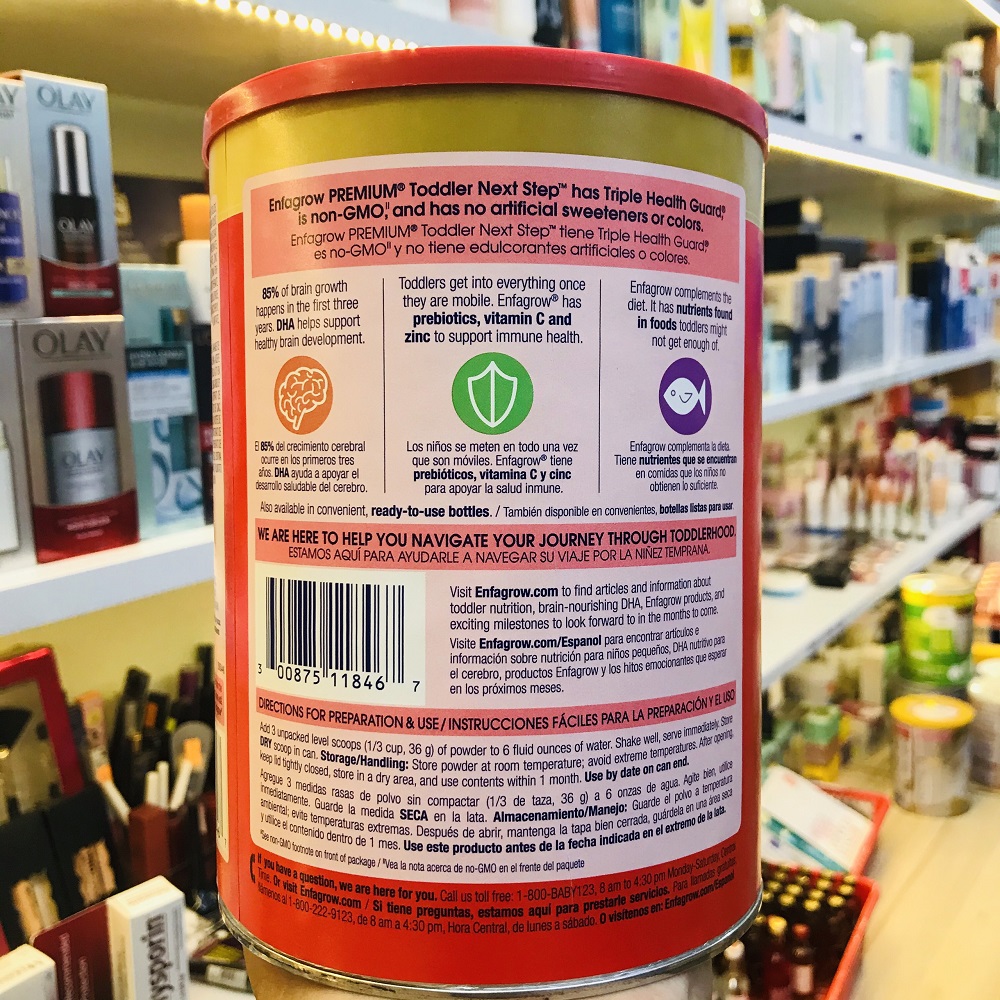 OLAY
OLAY
OLAY
OLAY
Enfagrow PREMIUM® Toddler Next Step™ has Triple Health Guard,®
is non-GMO,‖ and has no artificial sweeteners or colors.
Enfagrow PREMIUM® Toddler Next Step™ tiene Triple Health Guard,®
es no-GMO‖ y no tiene edulcorantes artificiales o colores.
85% of brain growth
happens in the first three
years. DHA helps support
healthy brain development.
El 85% del crecimiento cerebral
ocurre en los primeros tres
años. DHA ayuda a apoyar el
desarrollo saludable del cerebro.
Toddlers get into everything once
they are mobile. Enfagrow® has
prebiotics, vitamin C and
zinc to support immune health.
Los niños se meten en todo una vez
que son móviles. Enfagrow® tiene
prebióticos, vitamina C y cinc
para apoyar la salud inmune.
Enfagrow complements the
diet. It has nutrients found
in foods toddlers might
not get enough of.
Enfagrow complementa la dieta.
Tiene nutrientes que se encuentran
en comidas que los niños no
obtienen lo suficiente.
Also available in convenient, ready-to-use bottles. / También disponible en convenientes, botellas listas para usar.
WE ARE HERE TO HELP YOU NAVIGATE YOUR JOURNEY THROUGH TODDLERHOOD.
ESTAMOS AQUÍ PARA AYUDARLE A NAVEGAR SU VIAJE POR LA NIÑEZ TEMPRANA.
3 00875 11846 7
Visit Enfagrow.com to find articles and information about
toddler nutrition, brain-nourishing DHA, Enfagrow products, and
exciting milestones to look forward to in the months to come.
Visite Enfagrow.com/Espanol para encontrar artículos e
información sobre nutrición para niños pequeños, DHA nutritivo para
el cerebro, productos Enfagrow y los hitos emocionantes que esperar
en los próximos meses.
DIRECTIONS FOR PREPARATION & USE / INSTRUCCIONES FÁCILES PARA LA PREPARACIÓN Y EL USO
Add 3 unpacked level scoops (1/3 cup, 36 g) of powder to 6 fluid ounces of water. Shake well, serve immediately. Store
DRY scoop in can. Storage/Handling: Store powder at room temperature; avoid extreme temperatures. After opening,
keep lid tightly closed, store in a dry area, and use contents within 1 month. Use by date on can end.
Agregue 3 medidas rasas de polvo sin compactar (1/3 de taza, 36 g) a 6 onzas de agua. Agite bien, utilice
inmediatamente. Guarde la medida SECA en la lata. Almacenamiento/Manejo: Guarde el polvo a temperatura
ambiental; evite temperaturas extremas. Después de abrir, mantenga la tapa bien cerrada, guárdela en una área seca
y utilice el contenido dentro de 1 mes. Use este producto antes de la fecha indicada en el extremo de la lata.
‖See non-GMO footnote on front of package / ‖Vea la nota acerca de no-GMO en el frente del paquete
If you have a question, we are here for you. Call us toll free: 1-800-BABY123, 8 am to 4:30 pm Monday-Saturday, Central
Time. Or visit Enfagrow.com / Si tiene preguntas, estamos aquí para prestarle servicios. Para llamadas gratuitas:
llámenos al 1-800-222-9123, de 8 am a 4:30 pm, Hora Central, de lunes a sábado. O visítenos en: Enfagrow.com/Espanol
ysporin